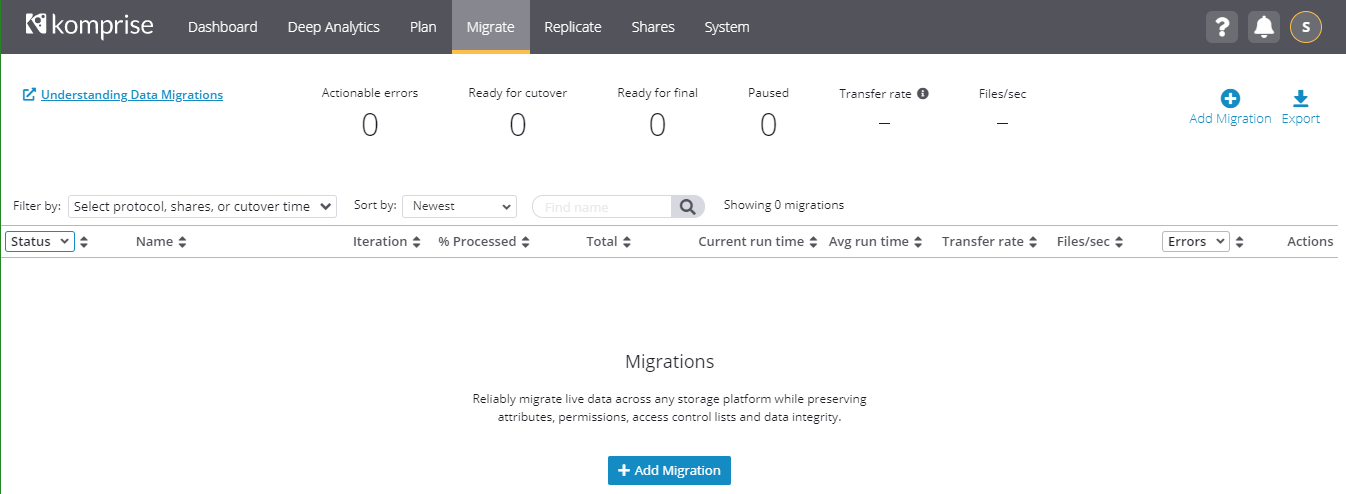 komprise Dashboard Deep Analytics Plan Migrate Replicate Shares System ? S
Understanding Data Migrations
Actionable errors Ready for cutover Ready for final Paused Transfer rate Files/sec
0 0 0 0 – –
Add Migration Export
Filter by: Select protocol, shares, or cutover time Sort by: Newest Find name Showing 0 migrations
Status Name Iteration % Processed Total Current run time Avg run time Transfer rate Files/sec Errors Actions
Migrations
Reliably migrate live data across any storage platform while preserving
attributes, permissions, access control lists and data integrity.
+ Add Migration